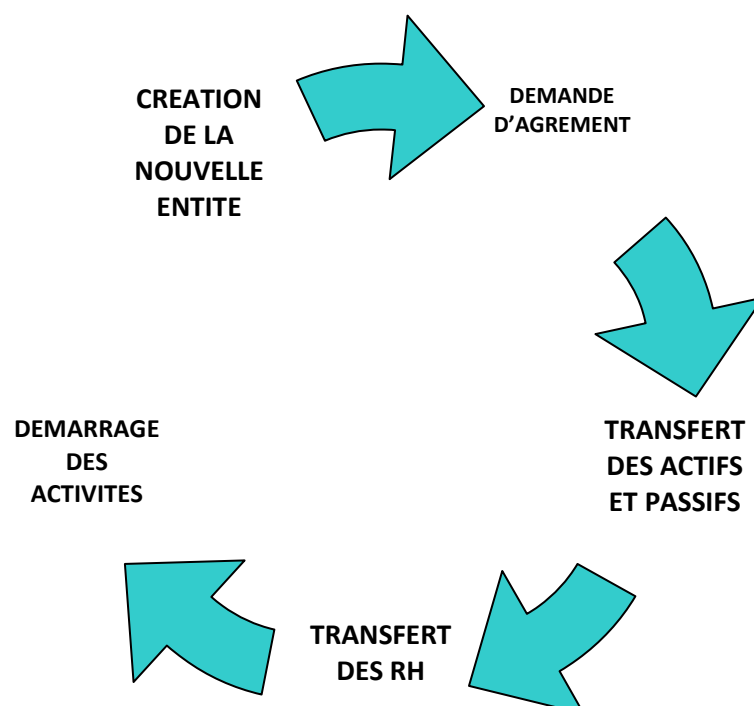 CREATION
DE LA
NOUVELLE
ENTITE
DEMANDE
D’AGREMENT
TRANSFERT
DES ACTIFS
ET PASSIFS
TRANSFERT
DES RH
DEMARRAGE
DES
ACTIVITES